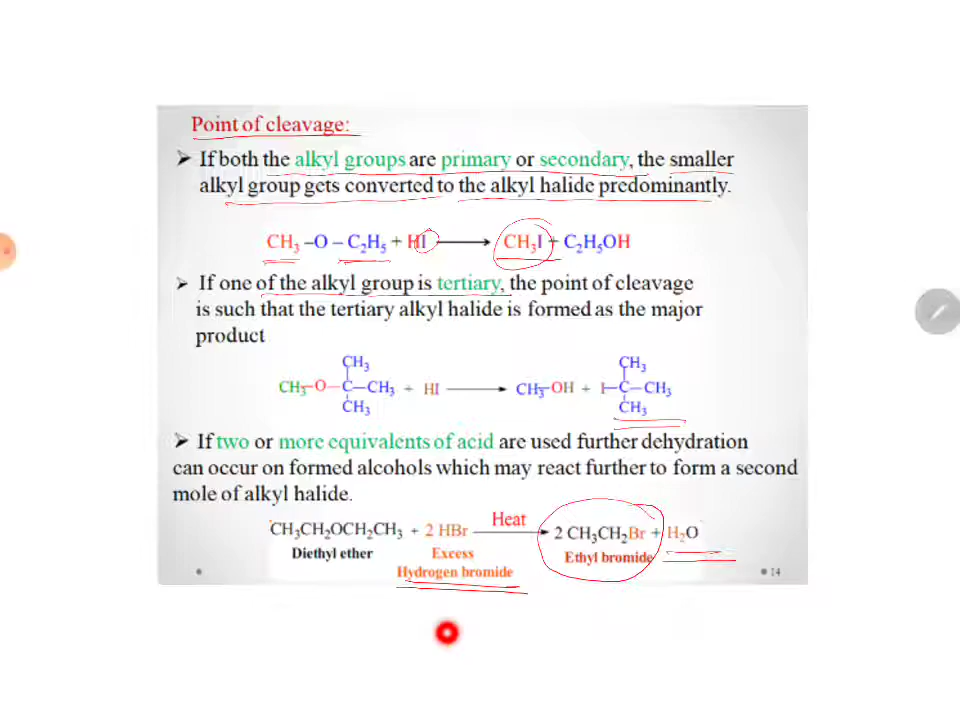 Point of cleavage:
➤ If both the alkyl groups are primary or secondary, the smaller
alkyl group gets converted to the alkyl halide predominantly.
CH₃ –O – C₂H₅ + HI ⟶ CH₃I + C₂H₅OH
➤ If one of the alkyl group is tertiary, the point of cleavage
is such that the tertiary alkyl halide is formed as the major
product
CH₃ CH₃
CH₃–O–C–CH₃ + HI ⟶ CH₃–OH + I–C–CH₃
CH₃ CH₃
➤ If two or more equivalents of acid are used further dehydration
can occur on formed alcohols which may react further to form a second
mole of alkyl halide.
CH₃CH₂OCH₂CH₃ + 2 HBr Heat ⟶ 2 CH₃CH₂Br + H₂O
Diethyl ether Excess Ethyl bromide
Hydrogen bromide
14